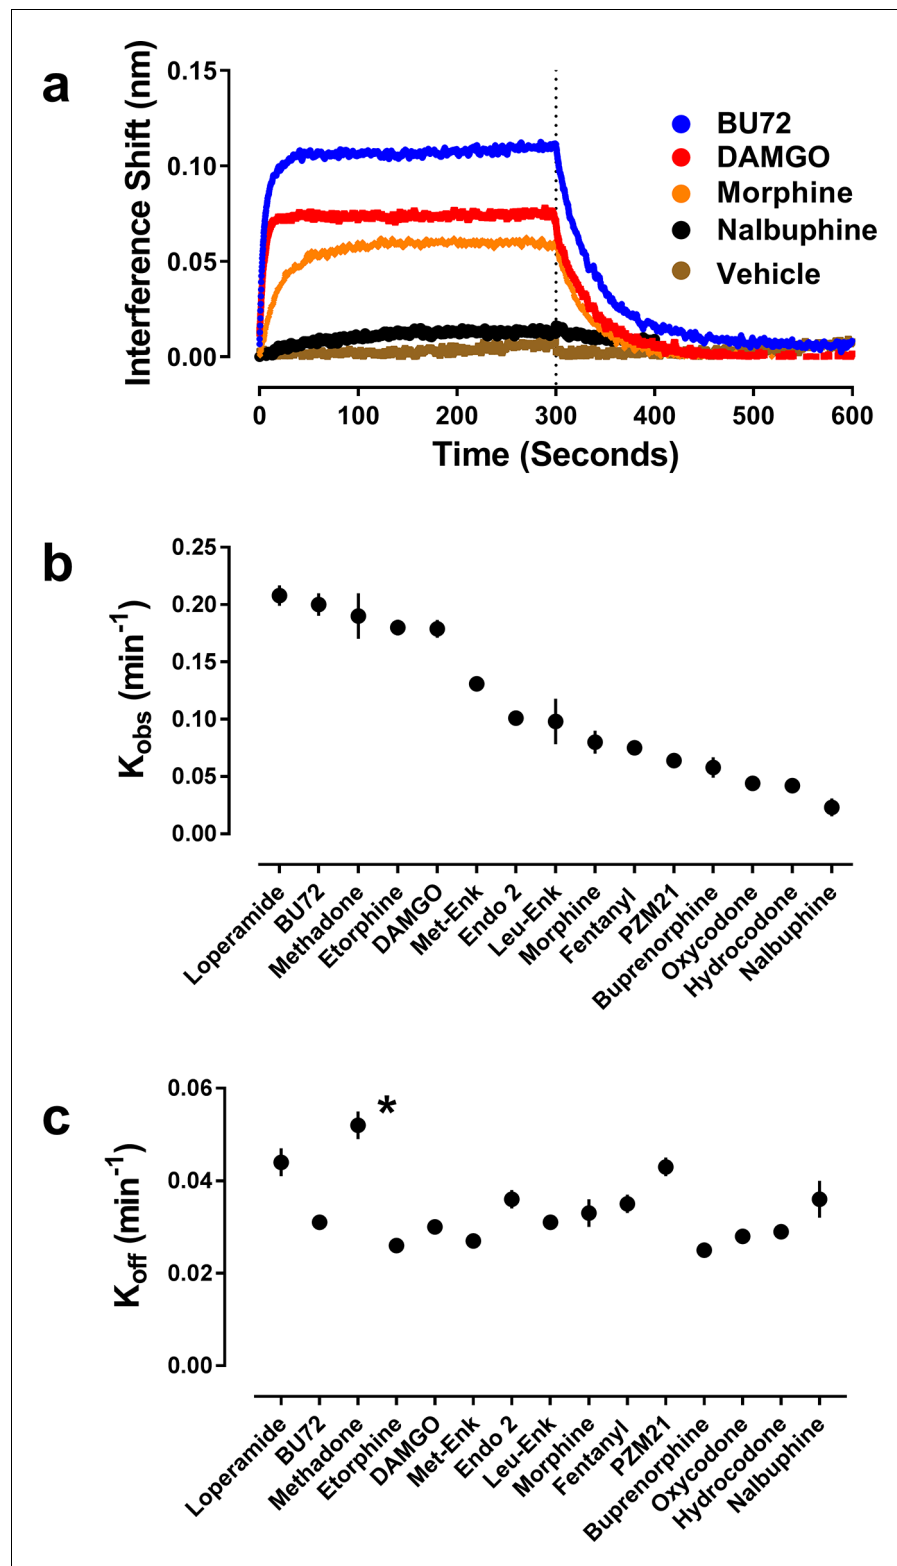 a
Interference Shift (nm)
0.15
0.10
0.05
0.00
BU72
DAMGO
Morphine
Nalbuphine
Vehicle
0 100 200 300 400 500 600
Time (Seconds)
b
K_obs (min^-1)
0.25
0.20
0.15
0.10
0.05
0.00
Loperamide
BU72
Methadone
Etorphine
DAMGO
Met-Enk
Endo 2
Leu-Enk
Morphine
Fentanyl
PZM21
Buprenorphine
Oxycodone
Hydrocodone
Nalbuphine
c
K_off (min^-1)
0.06
0.04
0.02
0.00
*
Loperamide
BU72
Methadone
Etorphine
DAMGO
Met-Enk
Endo 2
Leu-Enk
Morphine
Fentanyl
PZM21
Buprenorphine
Oxycodone
Hydrocodone
Nalbuphine